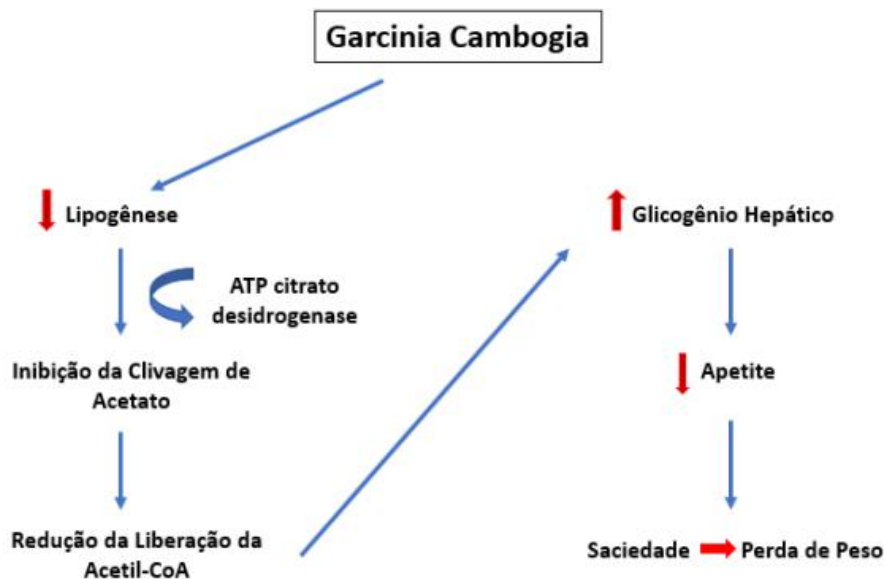 Garcinia Cambogia
Lipogênese
ATP citrato
desidrogenase
Inibição da Clivagem de
Acetato
Redução da Liberação da
Acetil-CoA
Glicogênio Hepático
Apetite
Saciedade Perda de Peso